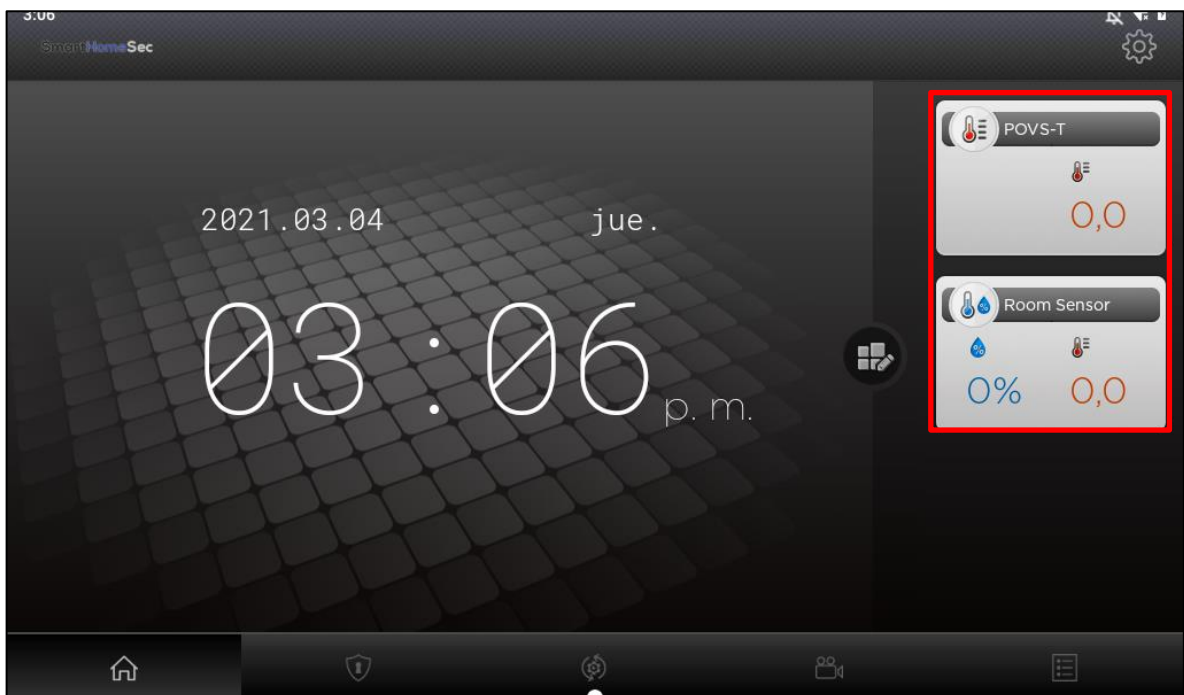 3:06
SmartHomeSec
POVS-T
0,0
2021.03.04 jue.
03:06 p. m.
Room Sensor
%
0% 0,0